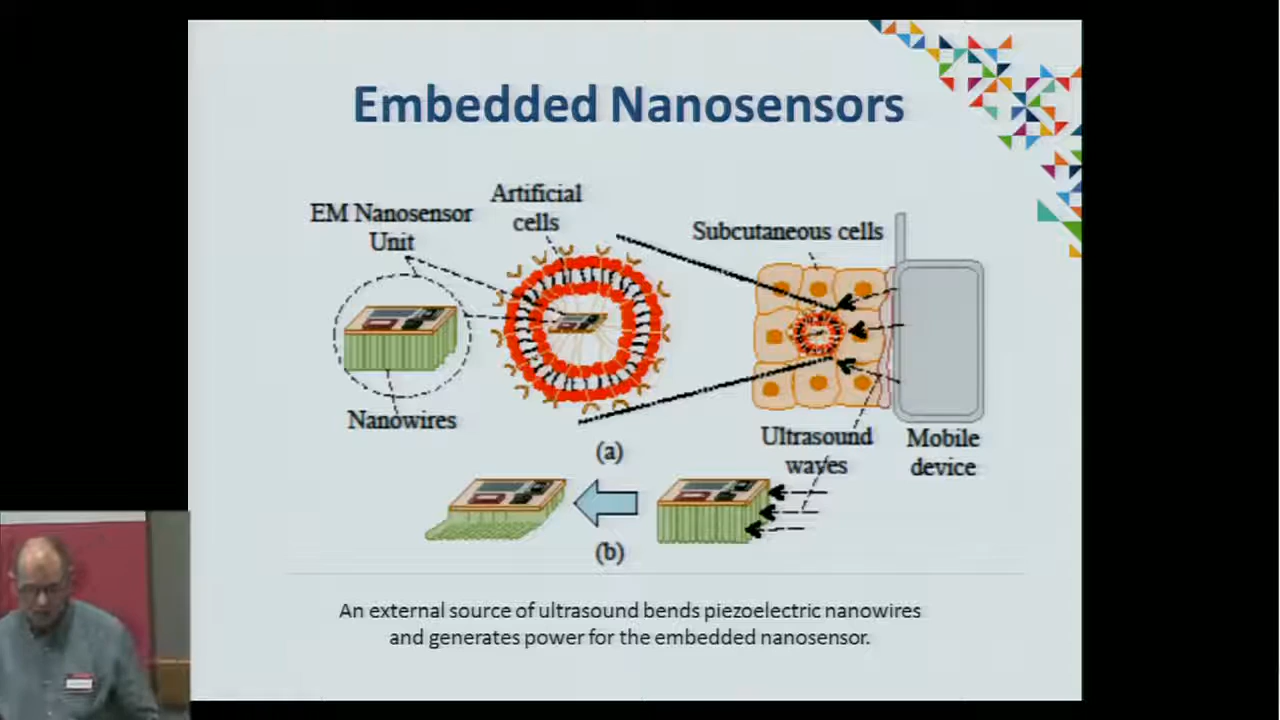 Embedded Nanosensors
Artificial
cells
EM Nanosensor
Unit
Subcutaneous cells
Nanowires
(a)
Ultrasound
waves
Mobile
device
(b)
An external source of ultrasound bends piezoelectric nanowires
and generates power for the embedded nanosensor.